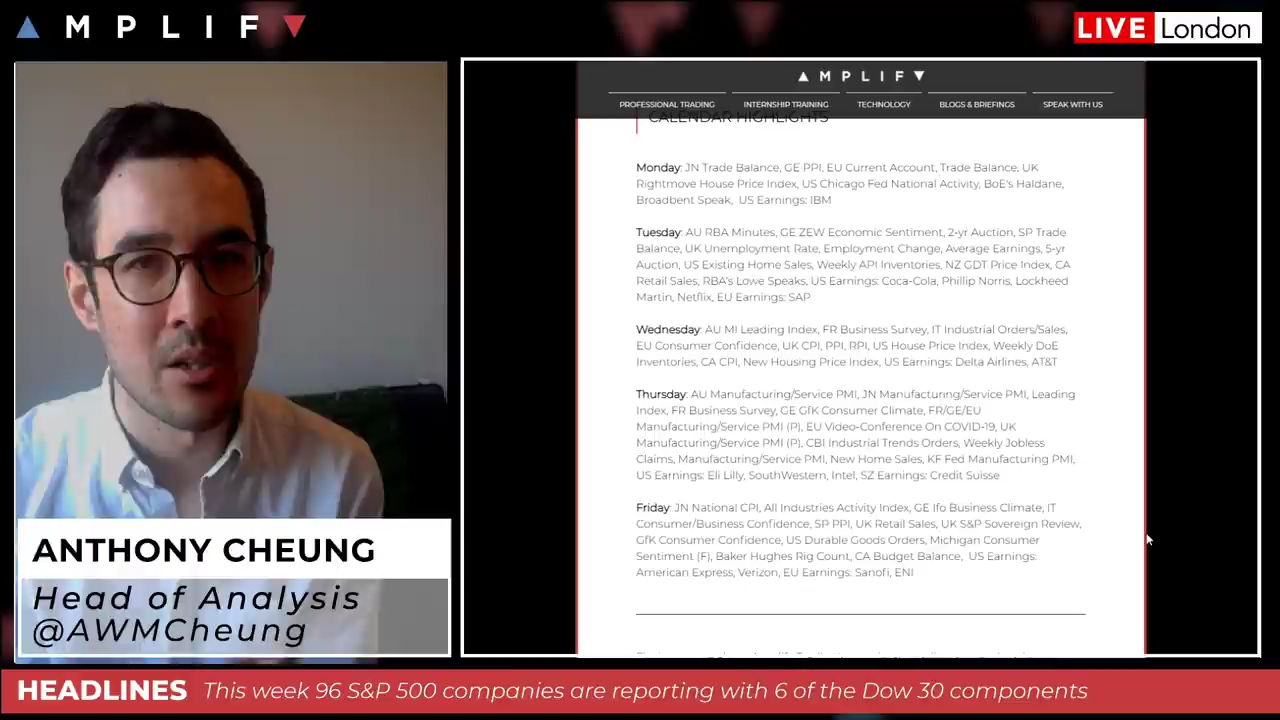 AMPLIFY
LIVE London
AMPLIFY
PROFESSIONAL TRADING INTERNSHIP TRAINING TECHNOLOGY BLOGS & BRIEFINGS SPEAK WITH US
CALENDAR HIGHLIGHTS
Monday: JN Trade Balance, GE PPI, EU Current Account, Trade Balance, UK
Rightmove House Price Index, US Chicago Fed National Activity, BoE's Haldane,
Broadbent Speak, US Earnings: IBM
Tuesday: AU RBA Minutes, GE ZEW Economic Sentiment, 2-yr Auction, SP Trade
Balance, UK Unemployment Rate, Employment Change, Average Earnings, 5-yr
Auction, US Existing Home Sales, Weekly API Inventories, NZ GDT Price Index, CA
Retail Sales, RBA's Lowe Speaks, US Earnings: Coca-Cola, Phillip Norris, Lockheed
Martin, Netflix, EU Earnings: SAP
Wednesday: AU MI Leading Index, FR Business Survey, IT Industrial Orders/Sales,
EU Consumer Confidence, UK CPI, PPI, RPI, US House Price Index, Weekly DoE
Inventories, CA CPI, New Housing Price Index, US Earnings: Delta Airlines, AT&T
Thursday: AU Manufacturing/Service PMI, JN Manufacturing/Service PMI, Leading
Index, FR Business Survey, GE GfK Consumer Climate, FR/GE/EU
Manufacturing/Service PMI (P), EU Video-Conference On COVID-19, UK
Manufacturing/Service PMI (P), CBI Industrial Trends Orders, Weekly Jobless
Claims, Manufacturing/Service PMI, New Home Sales, KF Fed Manufacturing PMI,
US Earnings: Eli Lilly, SouthWestern, Intel, SZ Earnings: Credit Suisse
Friday: JN National CPI, All Industries Activity Index, GE Ifo Business Climate, IT
Consumer/Business Confidence, SP PPI, UK Retail Sales, UK S&P Sovereign Review,
GfK Consumer Confidence, US Durable Goods Orders, Michigan Consumer
Sentiment (F), Baker Hughes Rig Count, CA Budget Balance, US Earnings:
American Express, Verizon, EU Earnings: Sanofi, ENI
ANTHONY CHEUNG
Head of Analysis
@AWMCheung
HEADLINES This week 96 S&P 500 companies are reporting with 6 of the Dow 30 components